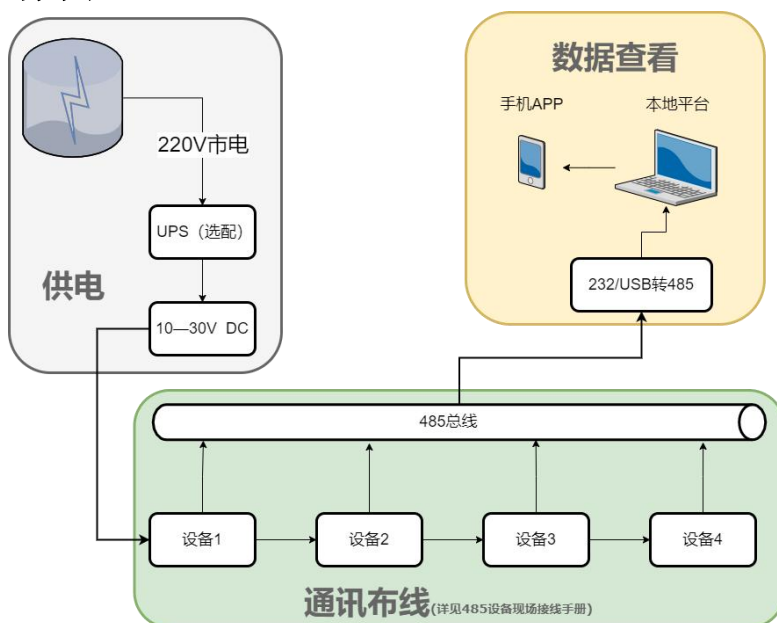 数据查看
手机APP
本地平台
220V市电
UPS（选配）
供电
232/USB转485
10—30V DC
485总线
设备1
设备2
设备3
设备4
通讯布线(详见485设备现场接线手册)